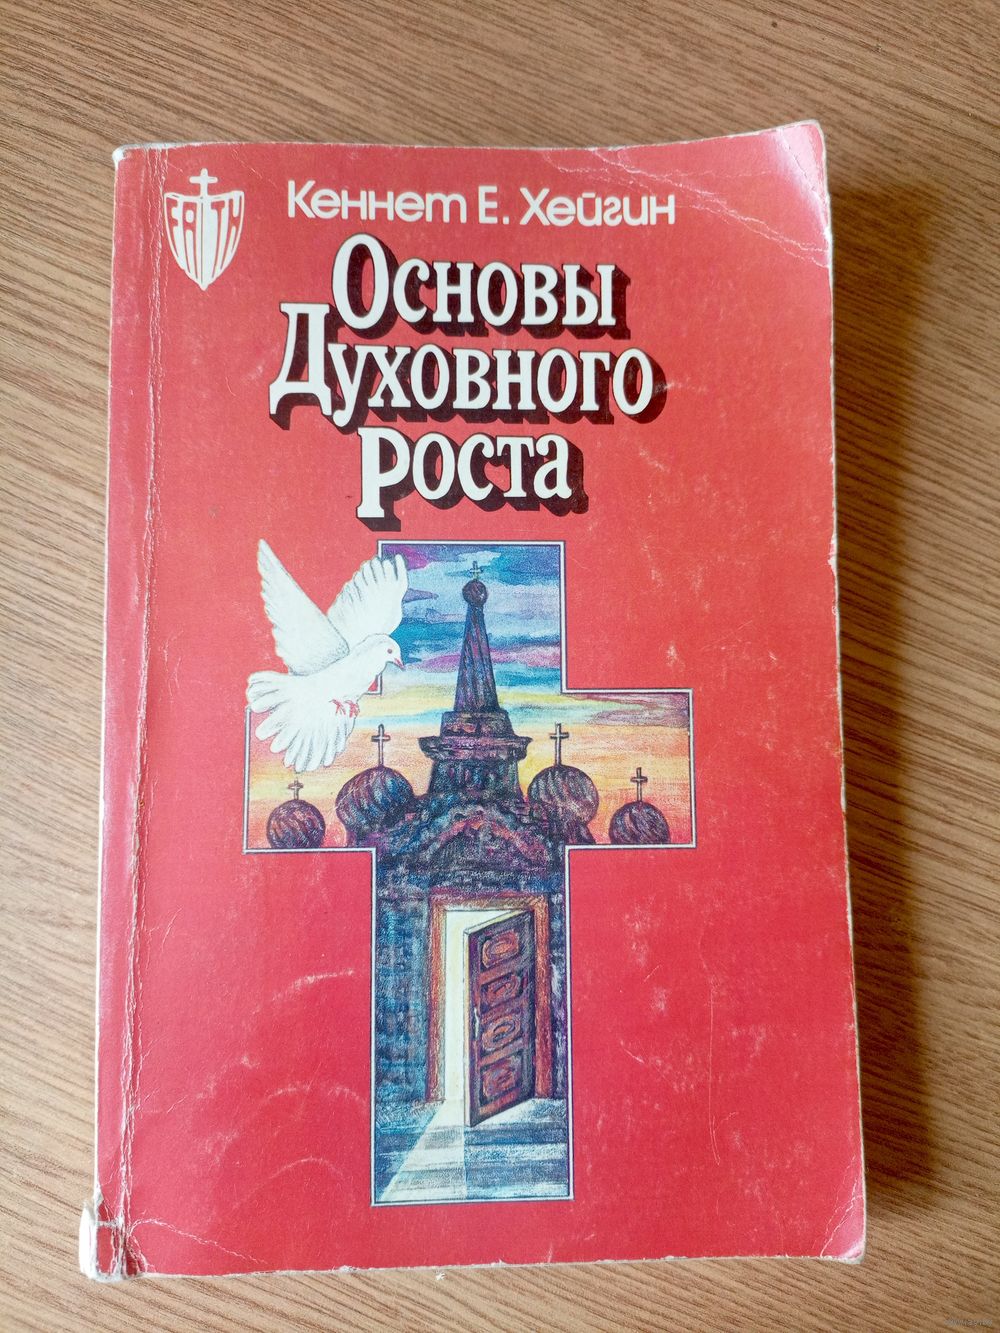 FAITH
Кеннет Е. Хейгин
Основы
Духовного
Роста